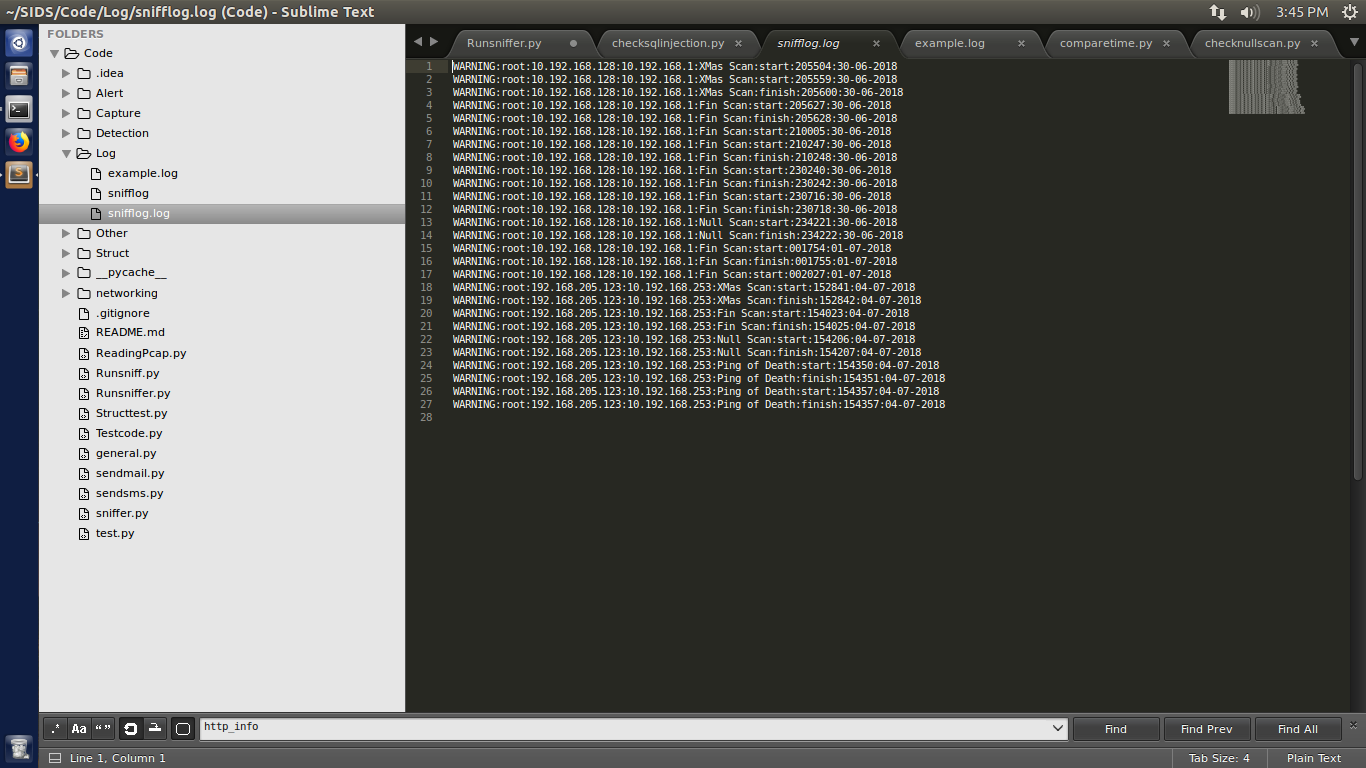 ~/SIDS/Code/Log/snifflog.log (Code) - Sublime Text
3:45 PM
FOLDERS
Code
.idea
Alert
Capture
Detection
Log
example.log
snifflog
snifflog.log
Other
Struct
__pycache__
networking
.gitignore
README.md
ReadingPcap.py
Runsniff.py
Runsniffer.py
Structtest.py
Testcode.py
general.py
sendmail.py
sendsms.py
sniffer.py
test.py
Runsniffer.py
checksqlinjection.py
snifflog.log
example.log
comparetime.py
checknullscan.py
1 WARNING:root:10.192.168.128:10.192.168.1:XMas Scan:start:205504:30-06-2018
2 WARNING:root:10.192.168.128:10.192.168.1:XMas Scan:start:205559:30-06-2018
3 WARNING:root:10.192.168.128:10.192.168.1:XMas Scan:finish:205600:30-06-2018
4 WARNING:root:10.192.168.128:10.192.168.1:Fin Scan:start:205627:30-06-2018
5 WARNING:root:10.192.168.128:10.192.168.1:Fin Scan:finish:205628:30-06-2018
6 WARNING:root:10.192.168.128:10.192.168.1:Fin Scan:start:210005:30-06-2018
7 WARNING:root:10.192.168.128:10.192.168.1:Fin Scan:start:210247:30-06-2018
8 WARNING:root:10.192.168.128:10.192.168.1:Fin Scan:finish:210248:30-06-2018
9 WARNING:root:10.192.168.128:10.192.168.1:Fin Scan:start:230240:30-06-2018
10 WARNING:root:10.192.168.128:10.192.168.1:Fin Scan:finish:230242:30-06-2018
11 WARNING:root:10.192.168.128:10.192.168.1:Fin Scan:start:230716:30-06-2018
12 WARNING:root:10.192.168.128:10.192.168.1:Fin Scan:finish:230718:30-06-2018
13 WARNING:root:10.192.168.128:10.192.168.1:Null Scan:start:234221:30-06-2018
14 WARNING:root:10.192.168.128:10.192.168.1:Null Scan:finish:234222:30-06-2018
15 WARNING:root:10.192.168.128:10.192.168.1:Fin Scan:start:001754:01-07-2018
16 WARNING:root:10.192.168.128:10.192.168.1:Fin Scan:finish:001755:01-07-2018
17 WARNING:root:10.192.168.128:10.192.168.1:Fin Scan:start:002027:01-07-2018
18 WARNING:root:192.168.205.123:10.192.168.253:XMas Scan:start:152841:04-07-2018
19 WARNING:root:192.168.205.123:10.192.168.253:XMas Scan:finish:152842:04-07-2018
20 WARNING:root:192.168.205.123:10.192.168.253:Fin Scan:start:154023:04-07-2018
21 WARNING:root:192.168.205.123:10.192.168.253:Fin Scan:finish:154025:04-07-2018
22 WARNING:root:192.168.205.123:10.192.168.253:Null Scan:start:154206:04-07-2018
23 WARNING:root:192.168.205.123:10.192.168.253:Null Scan:finish:154207:04-07-2018
24 WARNING:root:192.168.205.123:10.192.168.253:Ping of Death:start:154350:04-07-2018
25 WARNING:root:192.168.205.123:10.192.168.253:Ping of Death:finish:154351:04-07-2018
26 WARNING:root:192.168.205.123:10.192.168.253:Ping of Death:start:154357:04-07-2018
27 WARNING:root:192.168.205.123:10.192.168.253:Ping of Death:finish:154357:04-07-2018
28
.* Aa “” http_info Find Find Prev Find All
Line 1, Column 1 Tab Size: 4 Plain Text